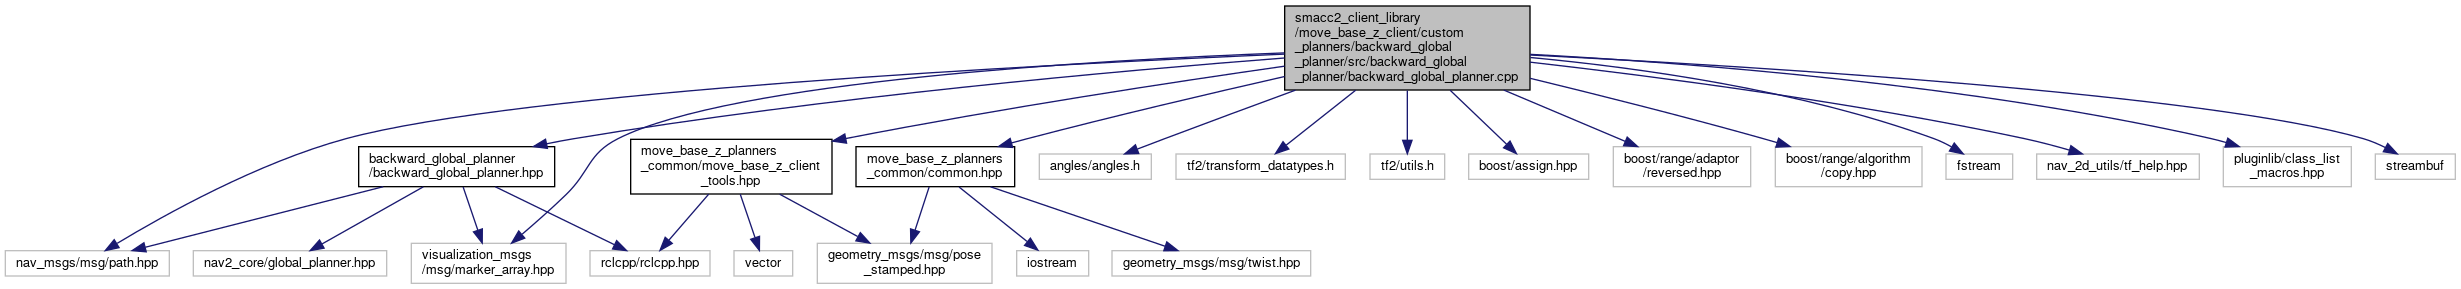 smacc2_client_library
/move_base_z_client/custom
_planners/backward_global
_planner/src/backward_global
_planner/backward_global_planner.cpp
backward_global_planner
/backward_global_planner.hpp
move_base_z_planners
_common/move_base_z_client
_tools.hpp
move_base_z_planners
_common/common.hpp
angles/angles.h
tf2/transform_datatypes.h
tf2/utils.h
boost/assign.hpp
boost/range/adaptor
/reversed.hpp
boost/range/algorithm
/copy.hpp
fstream
nav_2d_utils/tf_help.hpp
pluginlib/class_list
_macros.hpp
streambuf
nav_msgs/msg/path.hpp
nav2_core/global_planner.hpp
visualization_msgs
/msg/marker_array.hpp
rclcpp/rclcpp.hpp
vector
geometry_msgs/msg/pose
_stamped.hpp
iostream
geometry_msgs/msg/twist.hpp